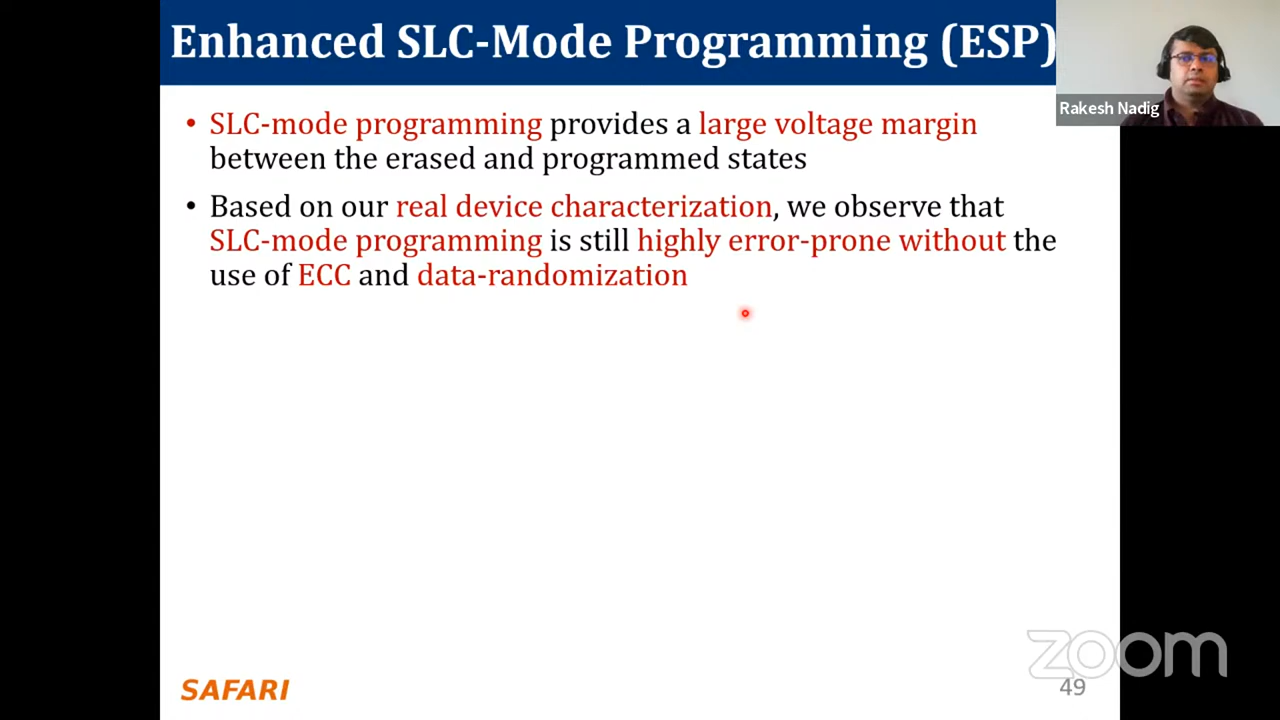 Enhanced SLC-Mode Programming (ESP)
Rakesh Nadig
• SLC-mode programming provides a large voltage margin
between the erased and programmed states
• Based on our real device characterization, we observe that
SLC-mode programming is still highly error-prone without the
use of ECC and data-randomization
zoom
SAFARI
49